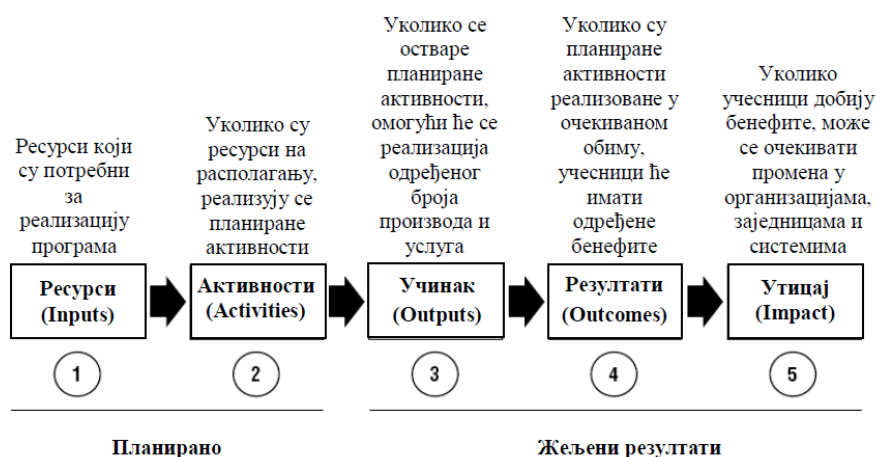 Ресурси који
су потребни
за
реализацију
програма
Уколико су
ресурси на
располагању,
реализују се
планиране
активности
Уколико се
остваре
планиране
активности,
омогући ће се
реализација
одређеног
броја
производа и
услуга
Уколико су
планиране
активности
реализоване у
очекиваном
обиму,
учесници ће
имати
одређене
бенефите
Уколико
учесници добију
бенефите, може
се очекивати
промена у
организацијама,
заједницама и
системима
Ресурси
(Inputs)
Активности
(Activities)
Учинак
(Outputs)
Резултати
(Outcomes)
Утицај
(Impact)
1
2
3
4
5
Планирано
Жељени резултати